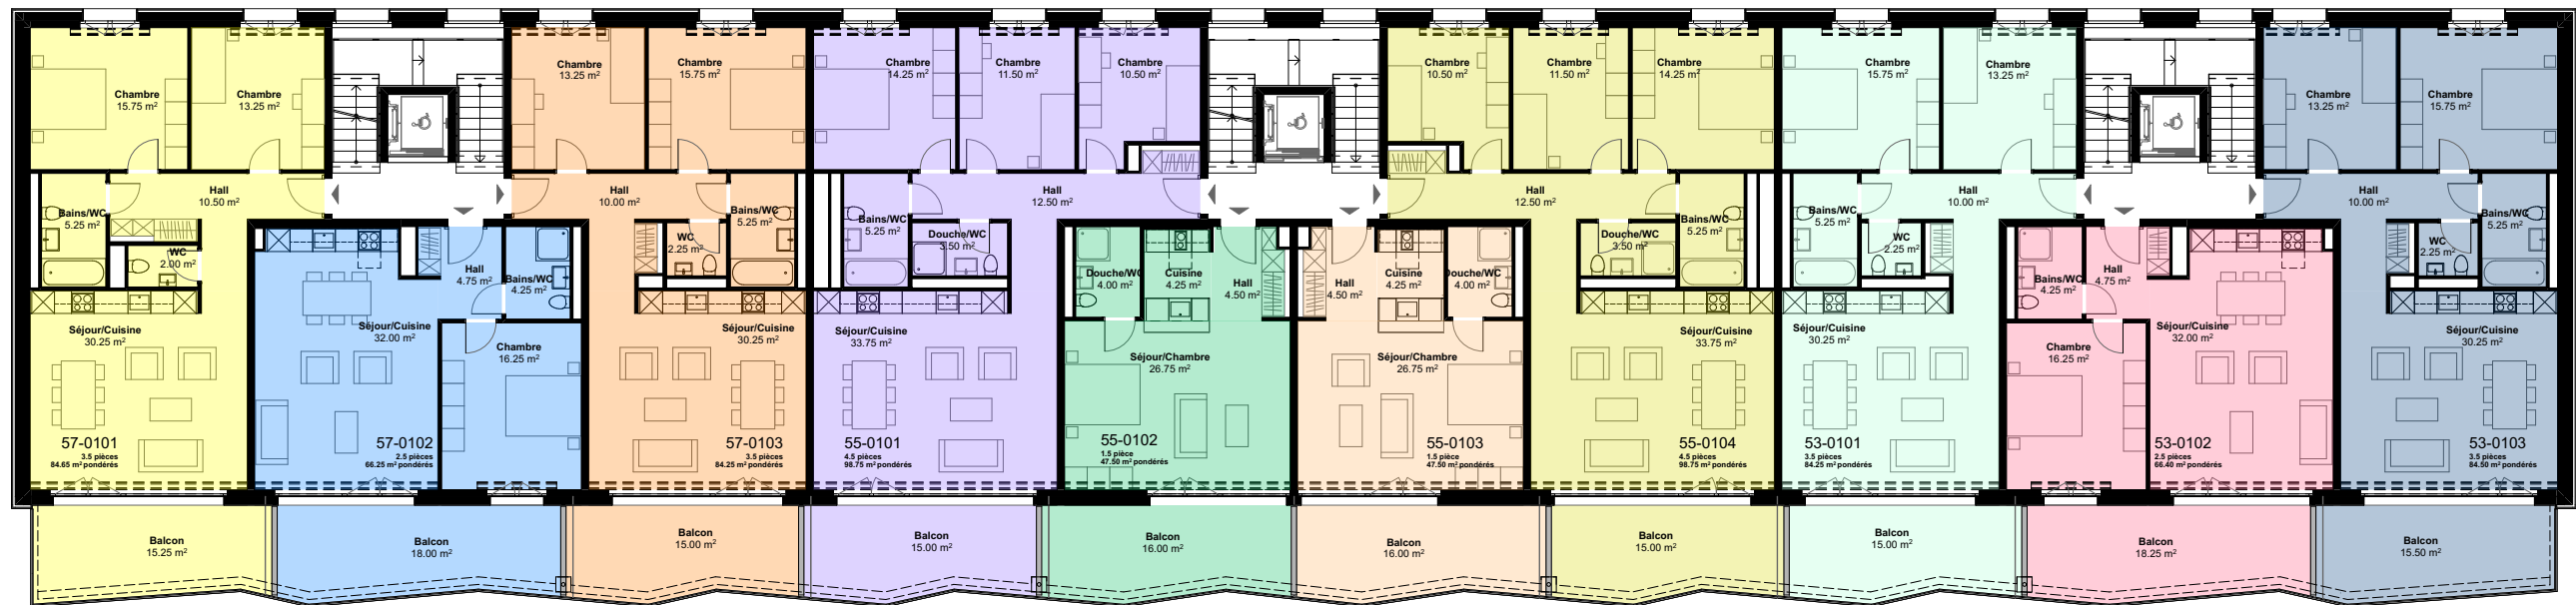 Chambre
15.75 m²
Chambre
13.25 m²
Hall
10.50 m²
Bains/WC
5.25 m²
WC
2.00 m²
Séjour/Cuisine
30.25 m²
57-0101
3.5 pièces
84.65 m² pondérés
Balcon
15.25 m²
Hall
4.75 m²
Bains/WC
4.25 m²
Séjour/Cuisine
32.00 m²
Chambre
16.25 m²
57-0102
2.5 pièces
66.25 m² pondérés
Balcon
18.00 m²
Chambre
13.25 m²
Chambre
15.75 m²
Hall
10.00 m²
WC
2.25 m²
Bains/WC
5.25 m²
Séjour/Cuisine
30.25 m²
57-0103
3.5 pièces
84.25 m² pondérés
Balcon
15.00 m²
Chambre
14.25 m²
Chambre
11.50 m²
Chambre
10.50 m²
Hall
12.50 m²
Bains/WC
5.25 m²
Douche/WC
3.50 m²
Séjour/Cuisine
33.75 m²
55-0101
4.5 pièces
98.75 m² pondérés
Balcon
15.00 m²
Douche/WC
4.00 m²
Cuisine
4.25 m²
Hall
4.50 m²
Séjour/Chambre
26.75 m²
55-0102
1.5 pièce
47.50 m² pondérés
Balcon
16.00 m²
Hall
4.50 m²
Cuisine
4.25 m²
Douche/WC
4.00 m²
Séjour/Chambre
26.75 m²
55-0103
1.5 pièce
47.50 m² pondérés
Balcon
16.00 m²
Chambre
10.50 m²
Chambre
11.50 m²
Chambre
14.25 m²
Hall
12.50 m²
Douche/WC
3.50 m²
Bains/WC
5.25 m²
Séjour/Cuisine
33.75 m²
55-0104
4.5 pièces
98.75 m² pondérés
Balcon
15.00 m²
Chambre
15.75 m²
Chambre
13.25 m²
Hall
10.00 m²
Bains/WC
5.25 m²
WC
2.25 m²
Séjour/Cuisine
30.25 m²
53-0101
3.5 pièces
84.25 m² pondérés
Balcon
15.00 m²
Bains/WC
4.25 m²
Hall
4.75 m²
Séjour/Cuisine
32.00 m²
Chambre
16.25 m²
53-0102
2.5 pièces
66.40 m² pondérés
Balcon
18.25 m²
Chambre
13.25 m²
Chambre
15.75 m²
Hall
10.00 m²
WC
2.25 m²
Bains/WC
5.25 m²
Séjour/Cuisine
30.25 m²
53-0103
3.5 pièces
84.50 m² pondérés
Balcon
15.50 m²